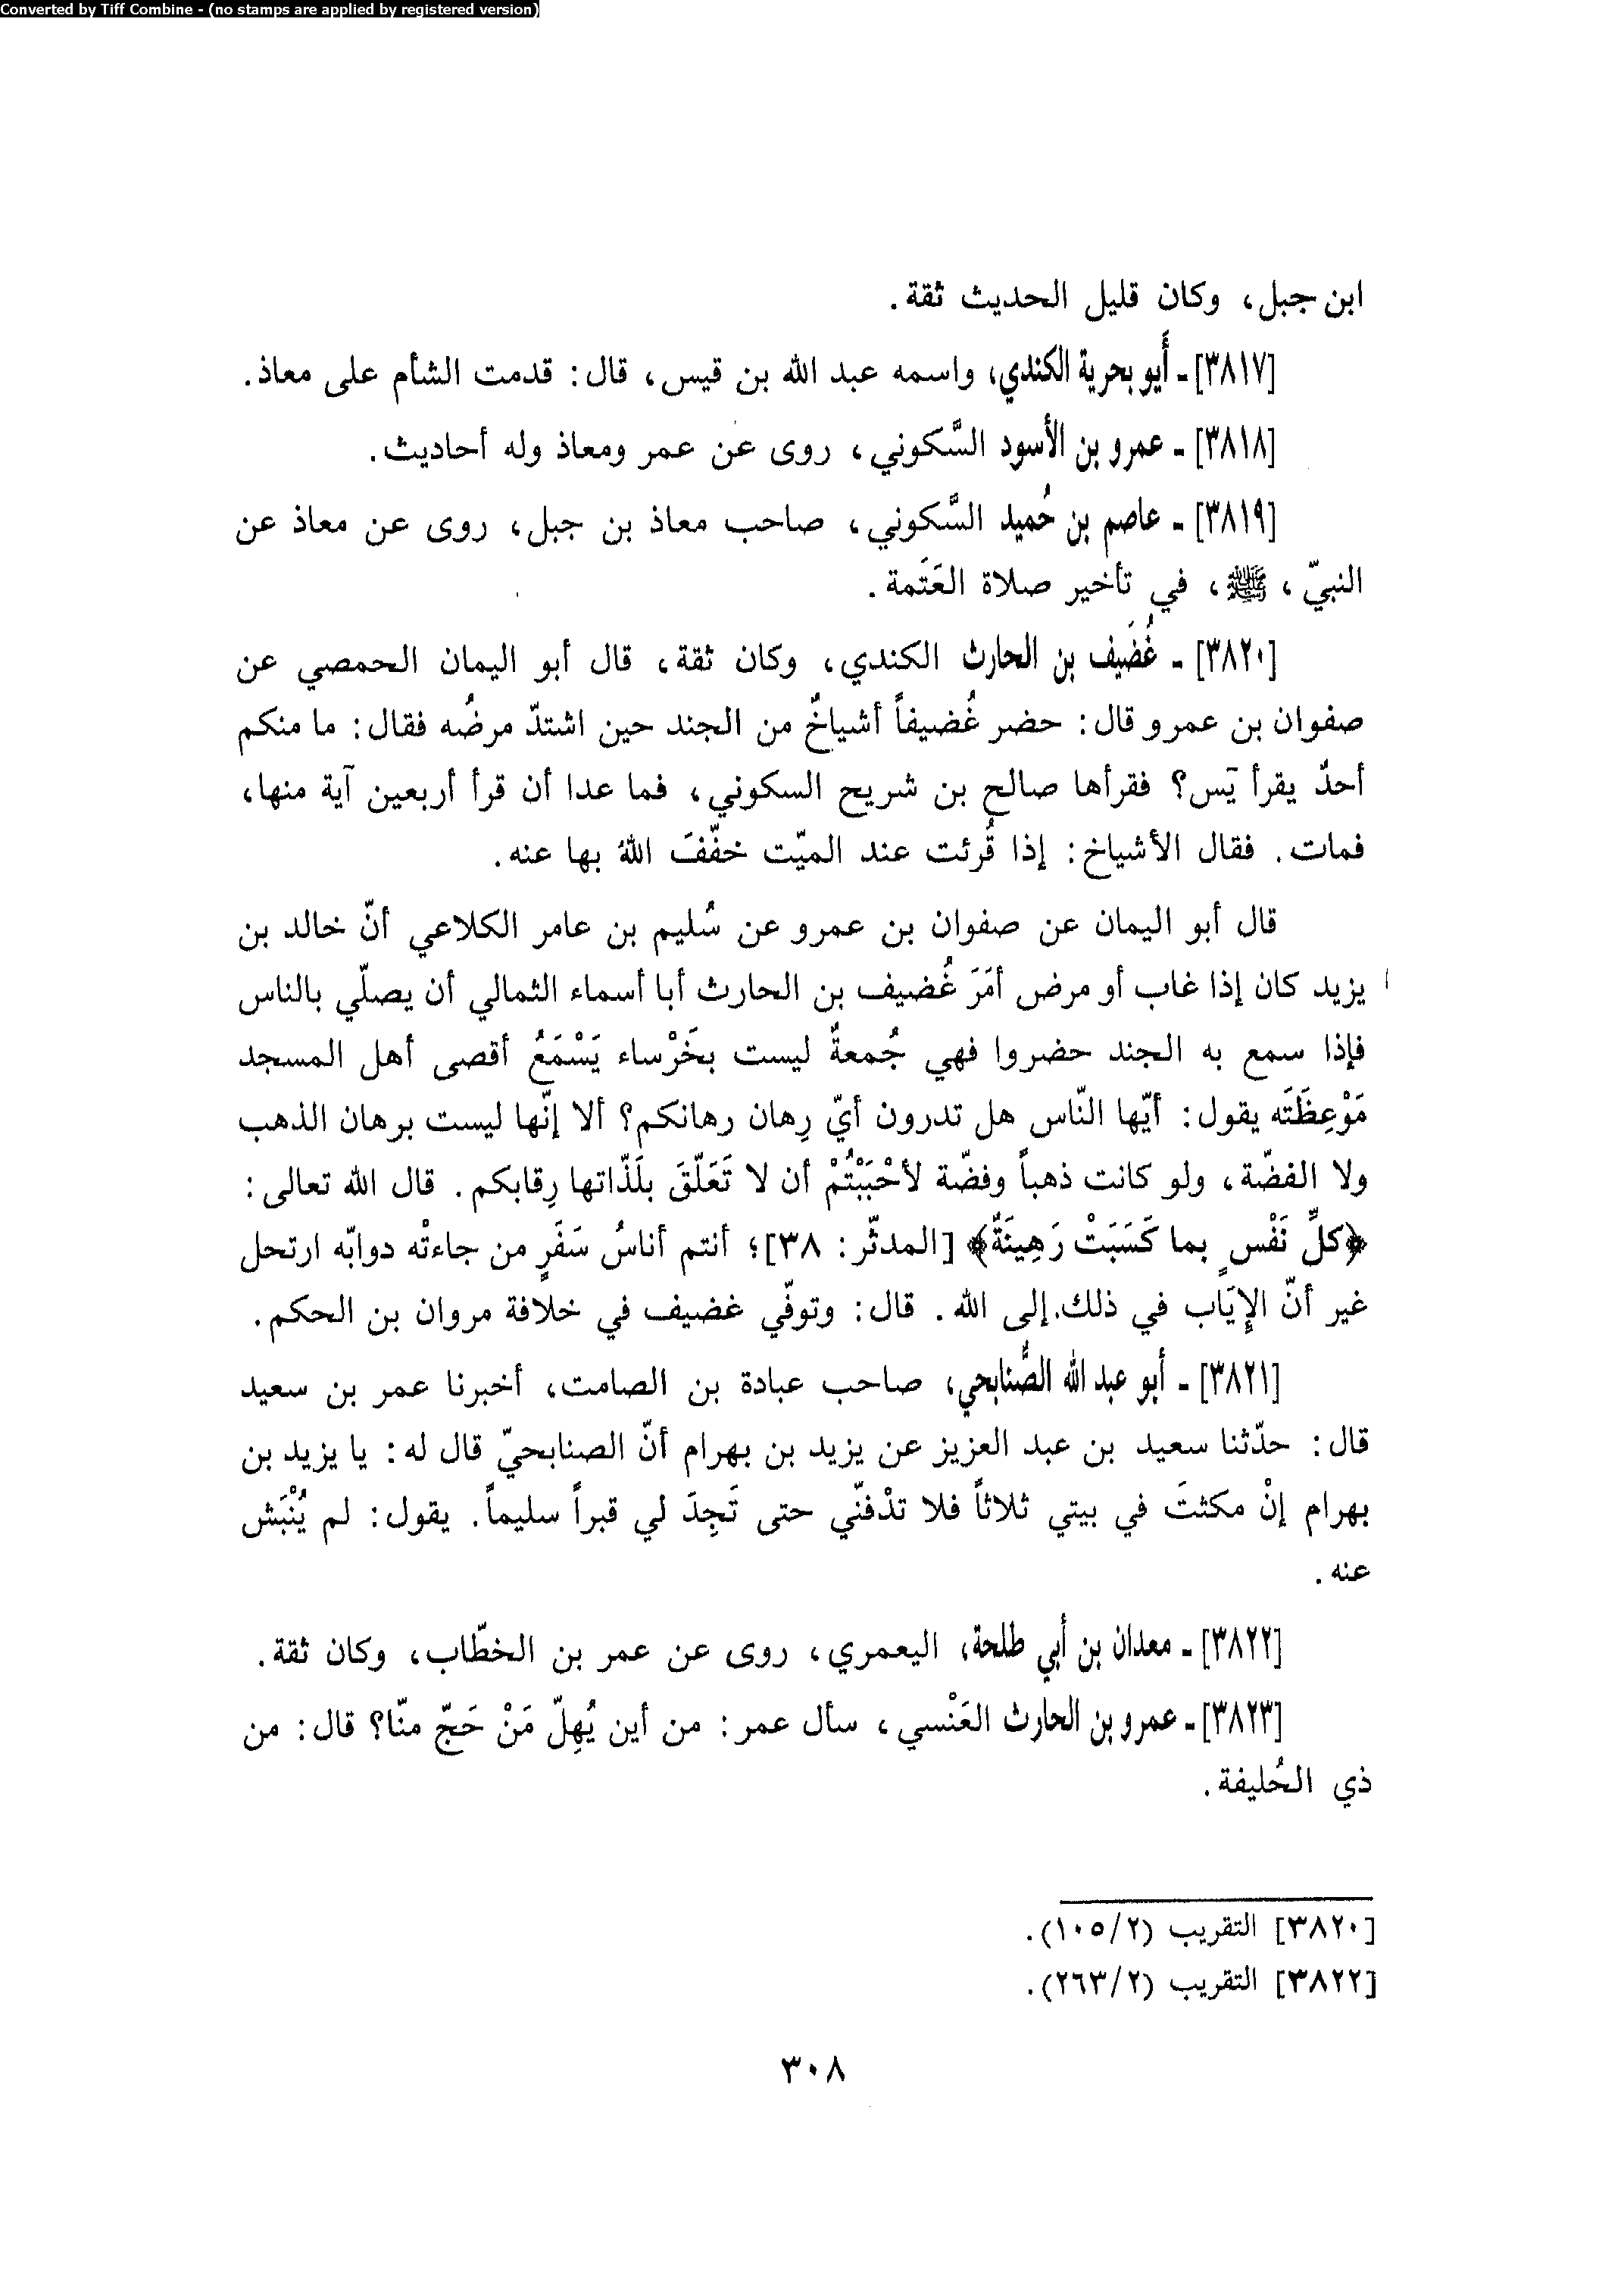 Converted by Tiff Combine - (no stamps are applied by registered version)
ابن جبل، وكان قليل الحديث ثقة.
[٣٨١٧] ـ أَبو بحرية الكندي، واسمه عبد الله بن قيس، قال: قدمت الشأم على معاذ.
[٣٨١٨] ـ عمرو بن الأسود السَّكوني، روى عن عمر ومعاذ وله أحاديث.
[٣٨١٩] ـ عاصم بن حُميد السَّكوني، صاحب معاذ بن جبل، روى عن معاذ عن
النبيّ، ﷺ، في تأخير صلاة العَتَمة.
[٣٨٢٠] ـ غُضَيف بن الحارث الكندي، وكان ثقة، قال أبو اليمان الحمصي عن
صفوان بن عمرو قال: حضر غُضيفاً أشياخٌ من الجند حين اشتدّ مرضُه فقال: ما منكم
أحدٌ يقرأ يَس؟ فقرأها صالح بن شريح السكوني، فما عدا أن قرأ أربعين آية منها،
فمات. فقال الأشياخ: إذا قُرئت عند الميّت خفّفَ اللهُ بها عنه.
قال أبو اليمان عن صفوان بن عمرو عن سُليم بن عامر الكلاعي أنّ خالد بن
يزيد كان إذا غاب أو مرض أمَرَ غُضيف بن الحارث أبا أسماء الثمالي أن يصلّي بالناس
فإذا سمع به الجند حضروا فهي جُمعةٌ ليست بخَرْساء يَسْمَعُ أقصى أهل المسجد
مَوْعِظَتَه يقول: أيّها النّاس هل تدرون أيّ رِهان رهانكم؟ ألا إنّها ليست برهان الذهب
ولا الفضّة، ولو كانت ذهباً وفضّة لأحْبَبْتُمْ أن لا تَعَلّقَ بلَذّاتها رِقابكم. قال الله تعالى:
﴿كلِّ نَفْسٍ بما كَسَبَتْ رَهِينَةٌ﴾ [المدثّر: ٣٨]؛ أنتم أناسُ سَفَرٍ من جاءتْه دوابّه ارتحل
غير أنّ الإِيَاب في ذلك.إلى الله. قال: وتوفّي غضيف في خلافة مروان بن الحكم.
[٣٨٢١] ـ أبو عبد الله الصُّنابحي، صاحب عبادة بن الصامت، أخبرنا عمر بن سعيد
قال: حدّثنا سعيد بن عبد العزيز عن يزيد بن بهرام أنّ الصنابحيّ قال له: يا يزيد بن
بهرام إنْ مكثتَ في بيتي ثلاثاً فلا تدْفنّي حتى تَجِدَ لي قبراً سليماً. يقول: لم يُنْبَش
عنه.
[٣٨٢٢] ـ معدان بن أبي طلحة، اليعمري، روى عن عمر بن الخطّاب، وكان ثقة.
[٣٨٢٣] ـ عمرو بن الحارث العَنْسي، سأل عمر: من أين يُهِلّ مَنْ حَجّ منّا؟ قال: من
ذي الحُليفة.
[٣٨٢٠] التقريب (١٠٥/٢).
[٣٨٢٢] التقريب (٢٦٣/٢).
٣٠٨